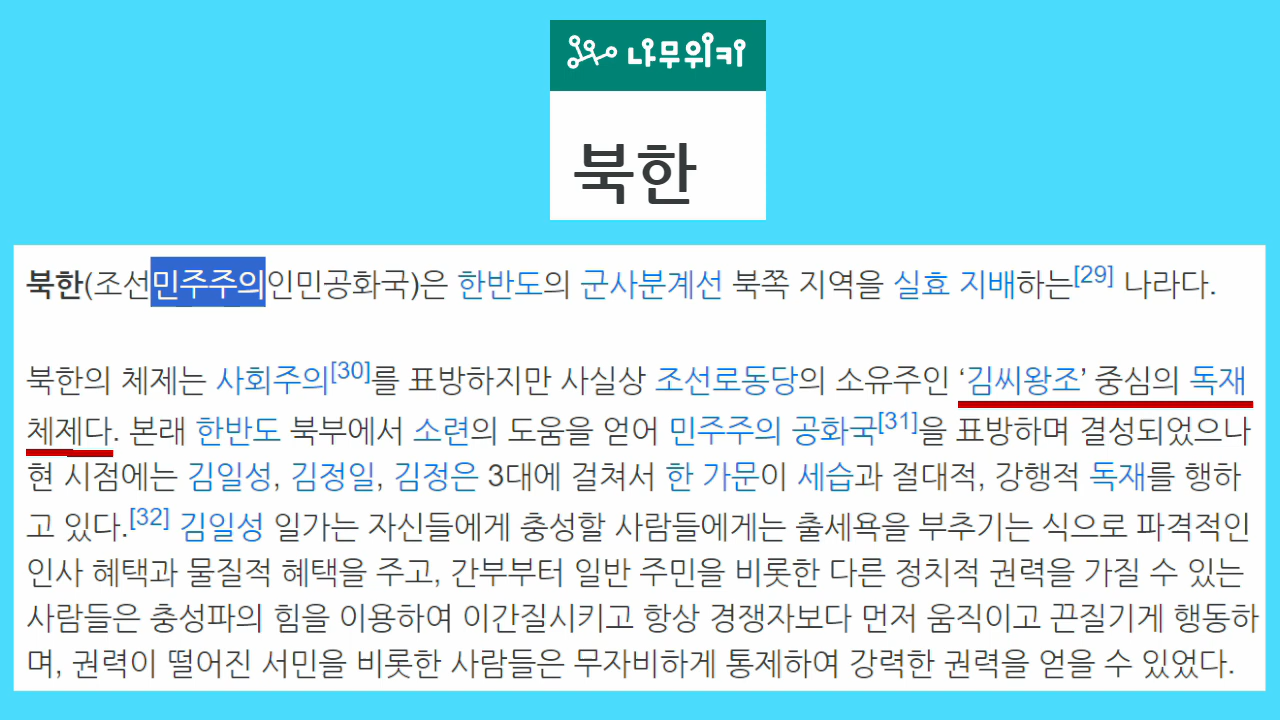 나무위키
북한
북한(조선민주주의인민공화국)은 한반도의 군사분계선 북쪽 지역을 실효 지배하는[29] 나라다.
북한의 체제는 사회주의[30]를 표방하지만 사실상 조선로동당의 소유주인 ‘김씨왕조’ 중심의 독재
체제다. 본래 한반도 북부에서 소련의 도움을 얻어 민주주의 공화국[31]을 표방하며 결성되었으나
현 시점에는 김일성, 김정일, 김정은 3대에 걸쳐서 한 가문이 세습과 절대적, 강행적 독재를 행하
고 있다.[32] 김일성 일가는 자신들에게 충성할 사람들에게는 출세욕을 부추기는 식으로 파격적인
인사 혜택과 물질적 혜택을 주고, 간부부터 일반 주민을 비롯한 다른 정치적 권력을 가질 수 있는
사람들은 충성파의 힘을 이용하여 이간질시키고 항상 경쟁자보다 먼저 움직이고 끈질기게 행동하
며, 권력이 떨어진 서민을 비롯한 사람들은 무자비하게 통제하여 강력한 권력을 얻을 수 있었다.